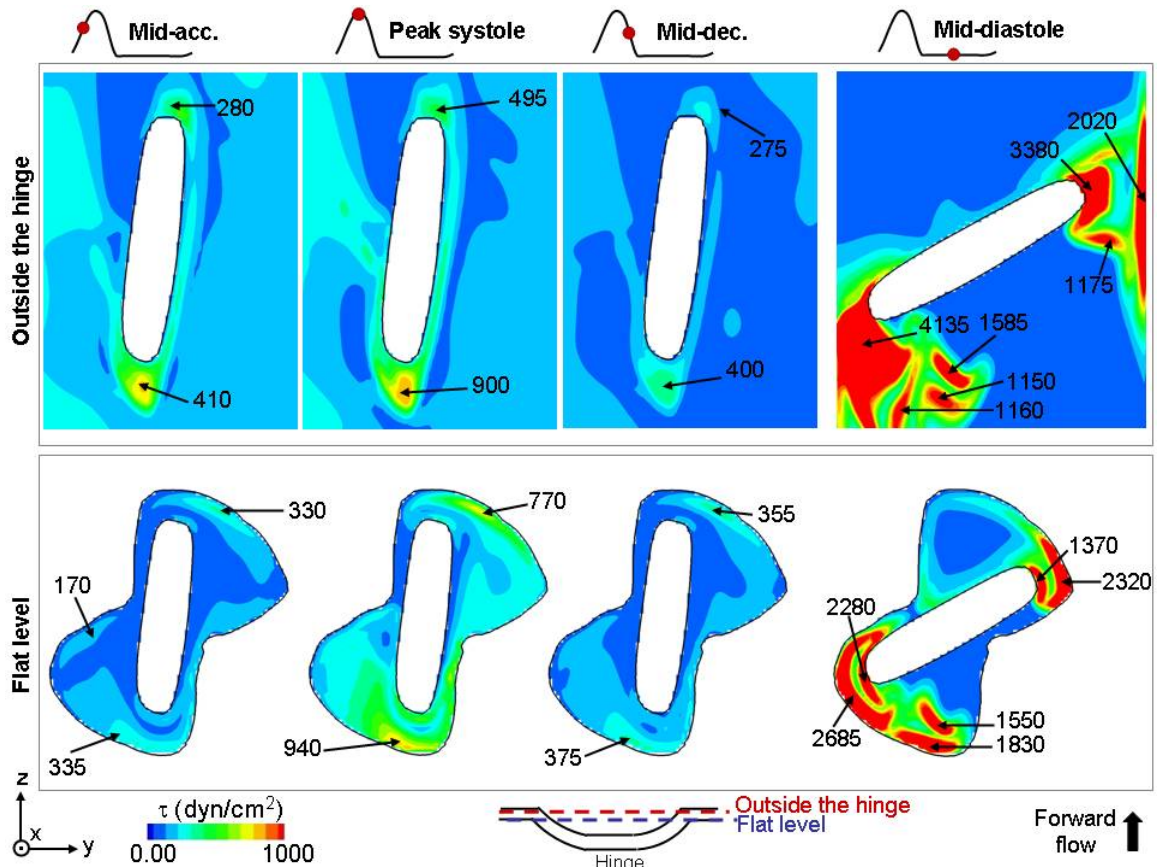 Mid-acc.
Peak systole
Mid-dec.
Mid-diastole
Outside the hinge
280
410
495
900
275
400
2020
3380
1175
4135
1585
1150
1160
Flat level
330
170
335
770
940
355
375
1370
2320
2280
2685
1550
1830
z
x
y
τ (dyn/cm²)
0.00 1000
Outside the hinge
Flat level
Hinge
Forward
flow